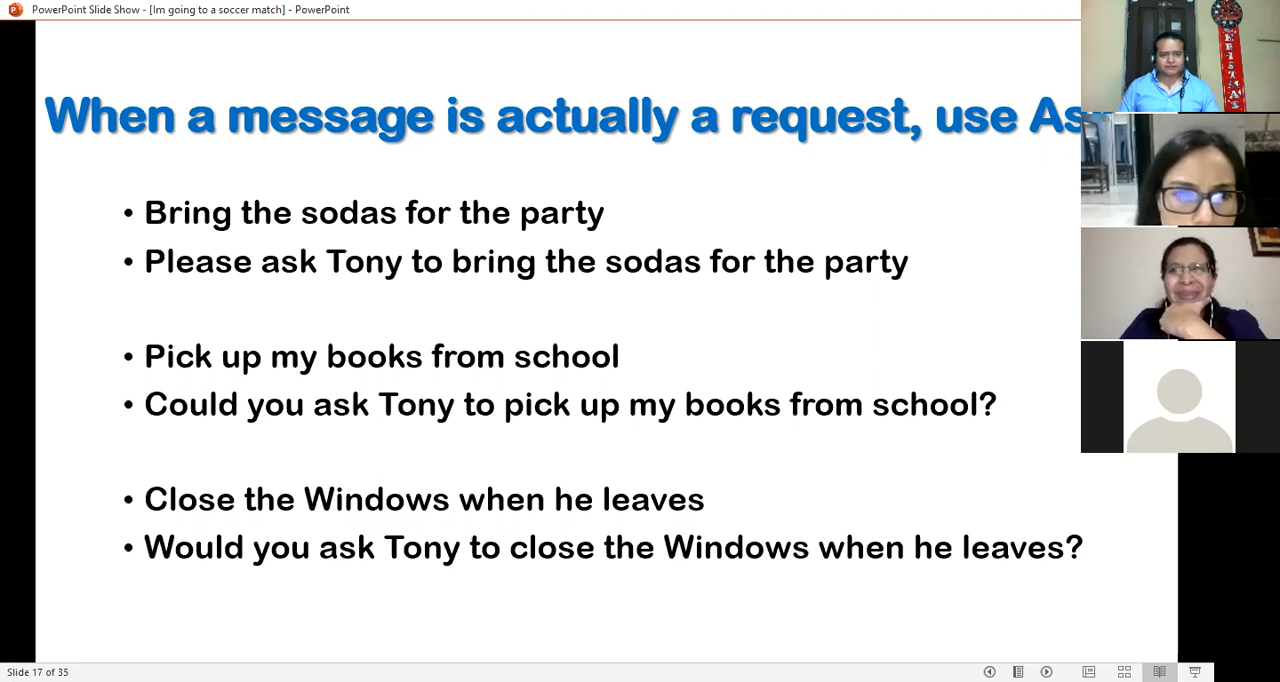 PowerPoint Slide Show - [Im going to a soccer match] - PowerPoint
When a message is actually a request, use
• Bring the sodas for the party
• Please ask Tony to bring the sodas for the party
• Pick up my books from school
• Could you ask Tony to pick up my books from school?
• Close the Windows when he leaves
• Would you ask Tony to close the Windows when he leaves?
Slide 17 of 35